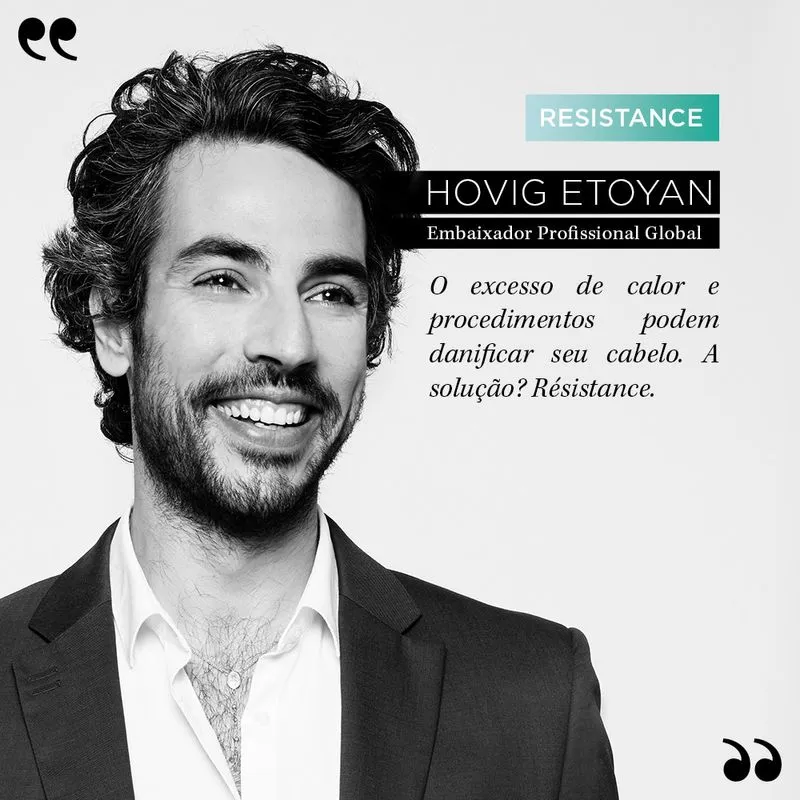 RESISTANCE
HOVIG ETOYAN
Embaixador Profissional Global
O excesso de calor e
procedimentos podem
danificar seu cabelo. A
solução? Résistance.